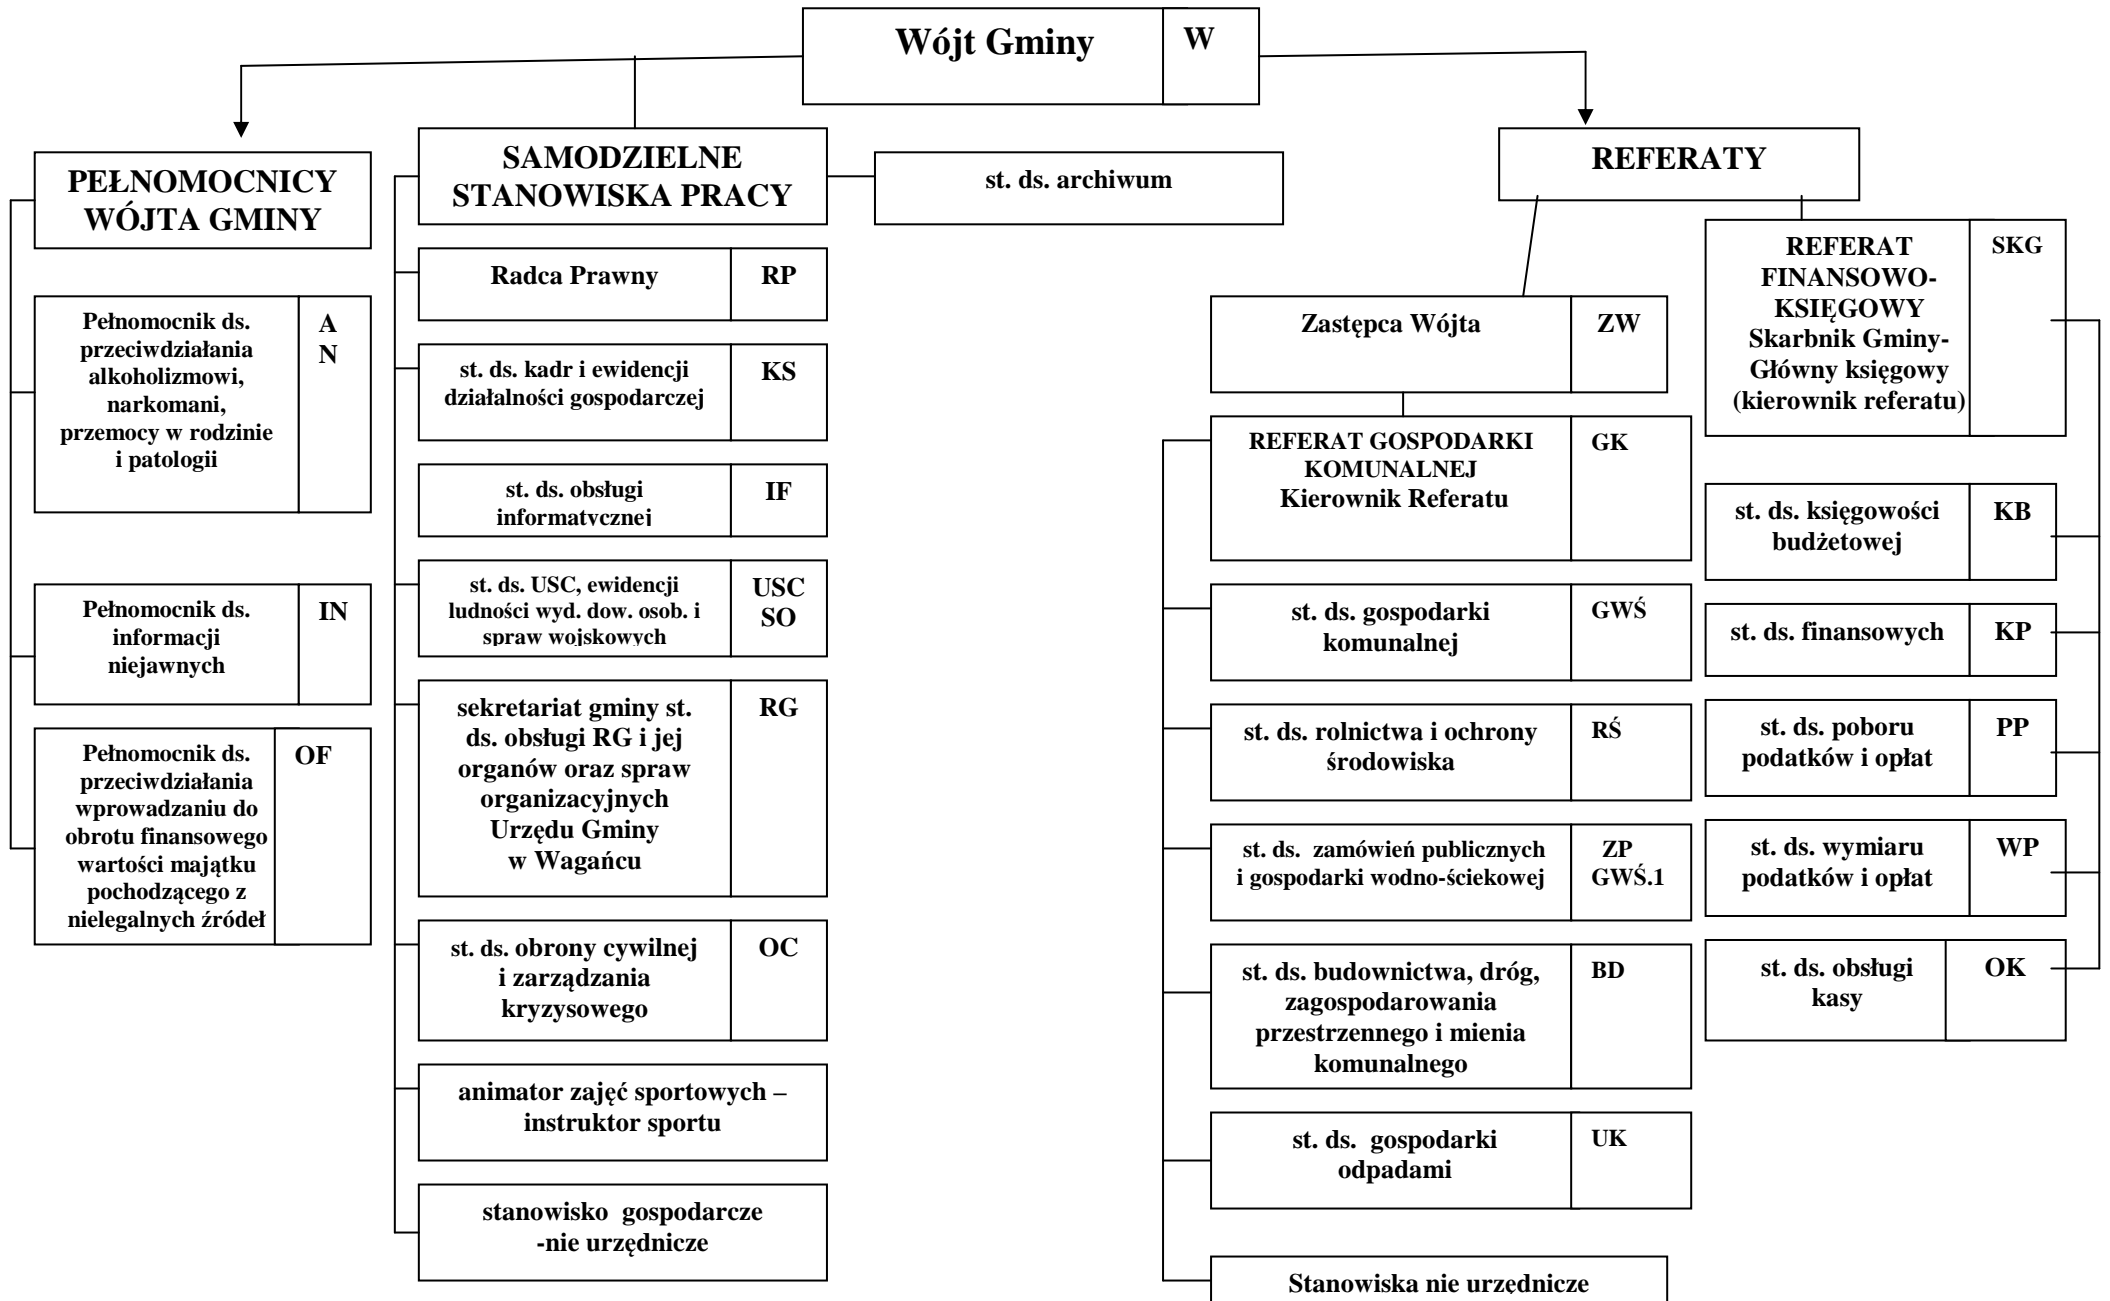 Wójt Gminy
W
PEŁNOMOCNICY
WÓJTA GMINY
Pełnomocnik ds.
przeciwdziałania
alkoholizmowi,
narkomani,
przemocy w rodzinie
i patologii
A
N
Pełnomocnik ds.
informacji
niejawnych
IN
Pełnomocnik ds.
przeciwdziałania
wprowadzaniu do
obrotu finansowego
wartości majątku
pochodzącego z
nielegalnych źródeł
OF
SAMODZIELNE
STANOWISKA PRACY
st. ds. archiwum
Radca Prawny
RP
st. ds. kadr i ewidencji
działalności gospodarczej
KS
st. ds. obsługi
informatycznej
IF
st. ds. USC, ewidencji
ludności wyd. dow. osob. i
spraw wojskowych
USC
SO
sekretariat gminy st.
ds. obsługi RG i jej
organów oraz spraw
organizacyjnych
Urzędu Gminy
w Wagańcu
RG
st. ds. obrony cywilnej
i zarządzania
kryzysowego
OC
animator zajęć sportowych –
instruktor sportu
stanowisko gospodarcze
-nie urzędnicze
REFERATY
Zastępca Wójta
ZW
REFERAT GOSPODARKI
KOMUNALNEJ
Kierownik Referatu
GK
st. ds. gospodarki
komunalnej
GWŚ
st. ds. rolnictwa i ochrony
środowiska
RŚ
st. ds. zamówień publicznych
i gospodarki wodno-ściekowej
ZP
GWŚ.1
st. ds. budownictwa, dróg,
zagospodarowania
przestrzennego i mienia
komunalnego
BD
st. ds. gospodarki
odpadami
UK
Stanowiska nie urzędnicze
REFERAT
FINANSOWO-
KSIĘGOWY
Skarbnik Gminy-
Główny księgowy
(kierownik referatu)
SKG
st. ds. księgowości
budżetowej
KB
st. ds. finansowych
KP
st. ds. poboru
podatków i opłat
PP
st. ds. wymiaru
podatków i opłat
WP
st. ds. obsługi
kasy
OK